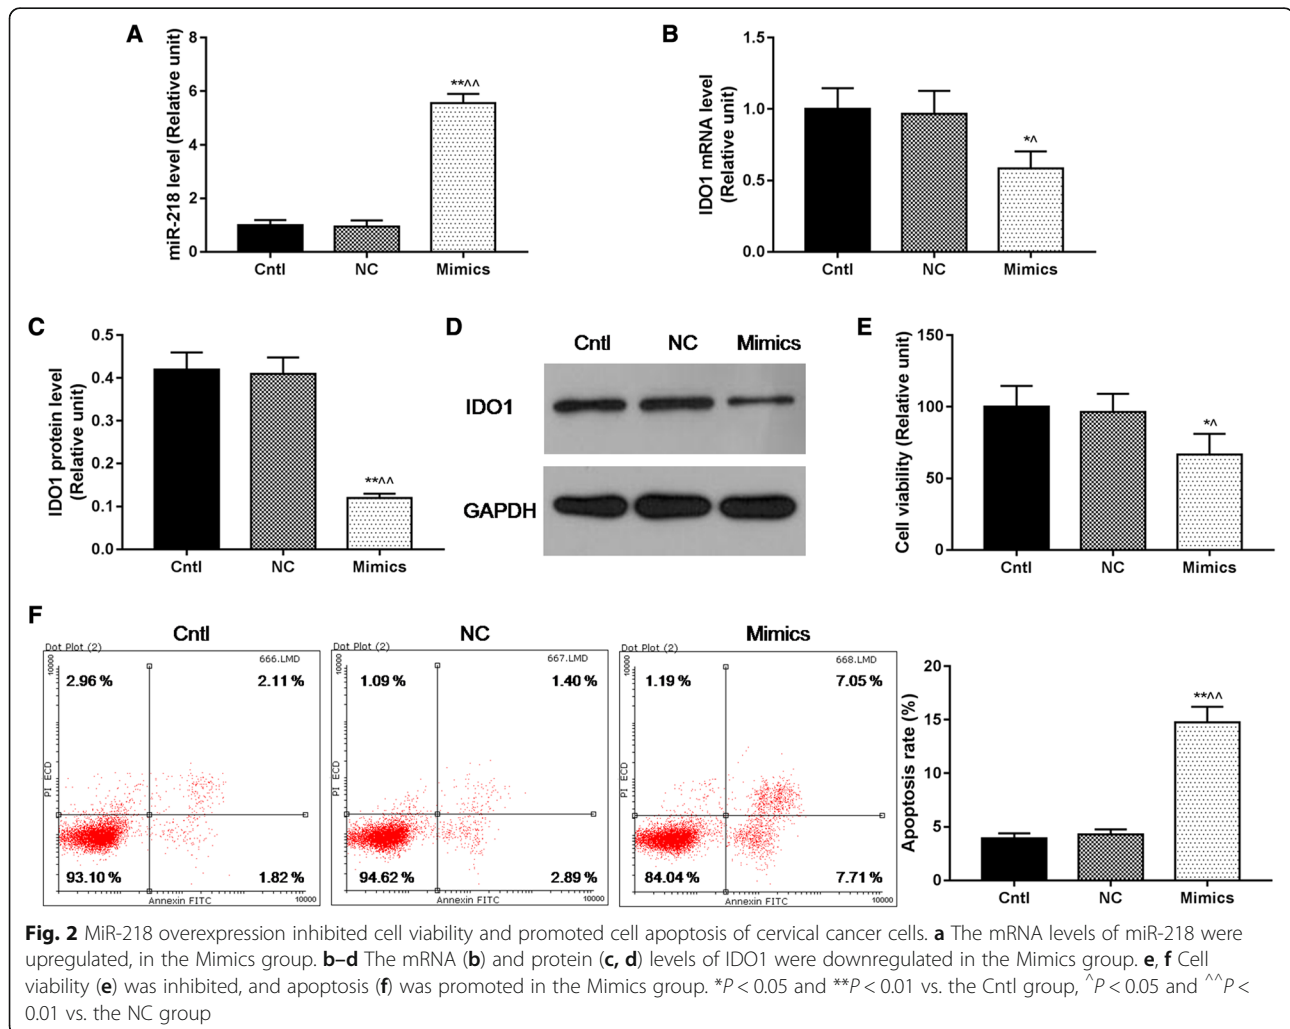 A
miR-218 level (Relative unit)
8
6
4
2
0
**^^
Cntl NC Mimics
B
IDO1 mRNA level
(Relative unit)
1.5
1.0
0.5
0.0
*^
Cntl NC Mimics
C
IDO1 protein level
(Relative unit)
0.5
0.4
0.3
0.2
0.1
0.0
**^^
Cntl NC Mimics
D
Cntl NC Mimics
IDO1
GAPDH
E
Cell viability (Relative unit)
150
100
50
0
*^
Cntl NC Mimics
F
Cntl
Dot Plot (2)
666.LMD
10000
2.96 % 2.11 %
PI ECD
93.10 % 1.82 %
Annexin FITC 10000
NC
Dot Plot (2)
667.LMD
10000
1.09 % 1.40 %
PI ECD
94.62 % 2.89 %
Annexin FITC 10000
Mimics
Dot Plot (2)
668.LMD
10000
1.19 % 7.05 %
PI ECD
84.04 % 7.71 %
Annexin FITC 10000
Apoptosis rate (%)
20
15
10
5
0
**^^
Cntl NC Mimics
Fig. 2 MiR-218 overexpression inhibited cell viability and promoted cell apoptosis of cervical cancer cells. a The mRNA levels of miR-218 were
upregulated, in the Mimics group. b–d The mRNA (b) and protein (c, d) levels of IDO1 were downregulated in the Mimics group. e, f Cell
viability (e) was inhibited, and apoptosis (f) was promoted in the Mimics group. *P < 0.05 and **P < 0.01 vs. the Cntl group, ^P < 0.05 and ^^P <
0.01 vs. the NC group